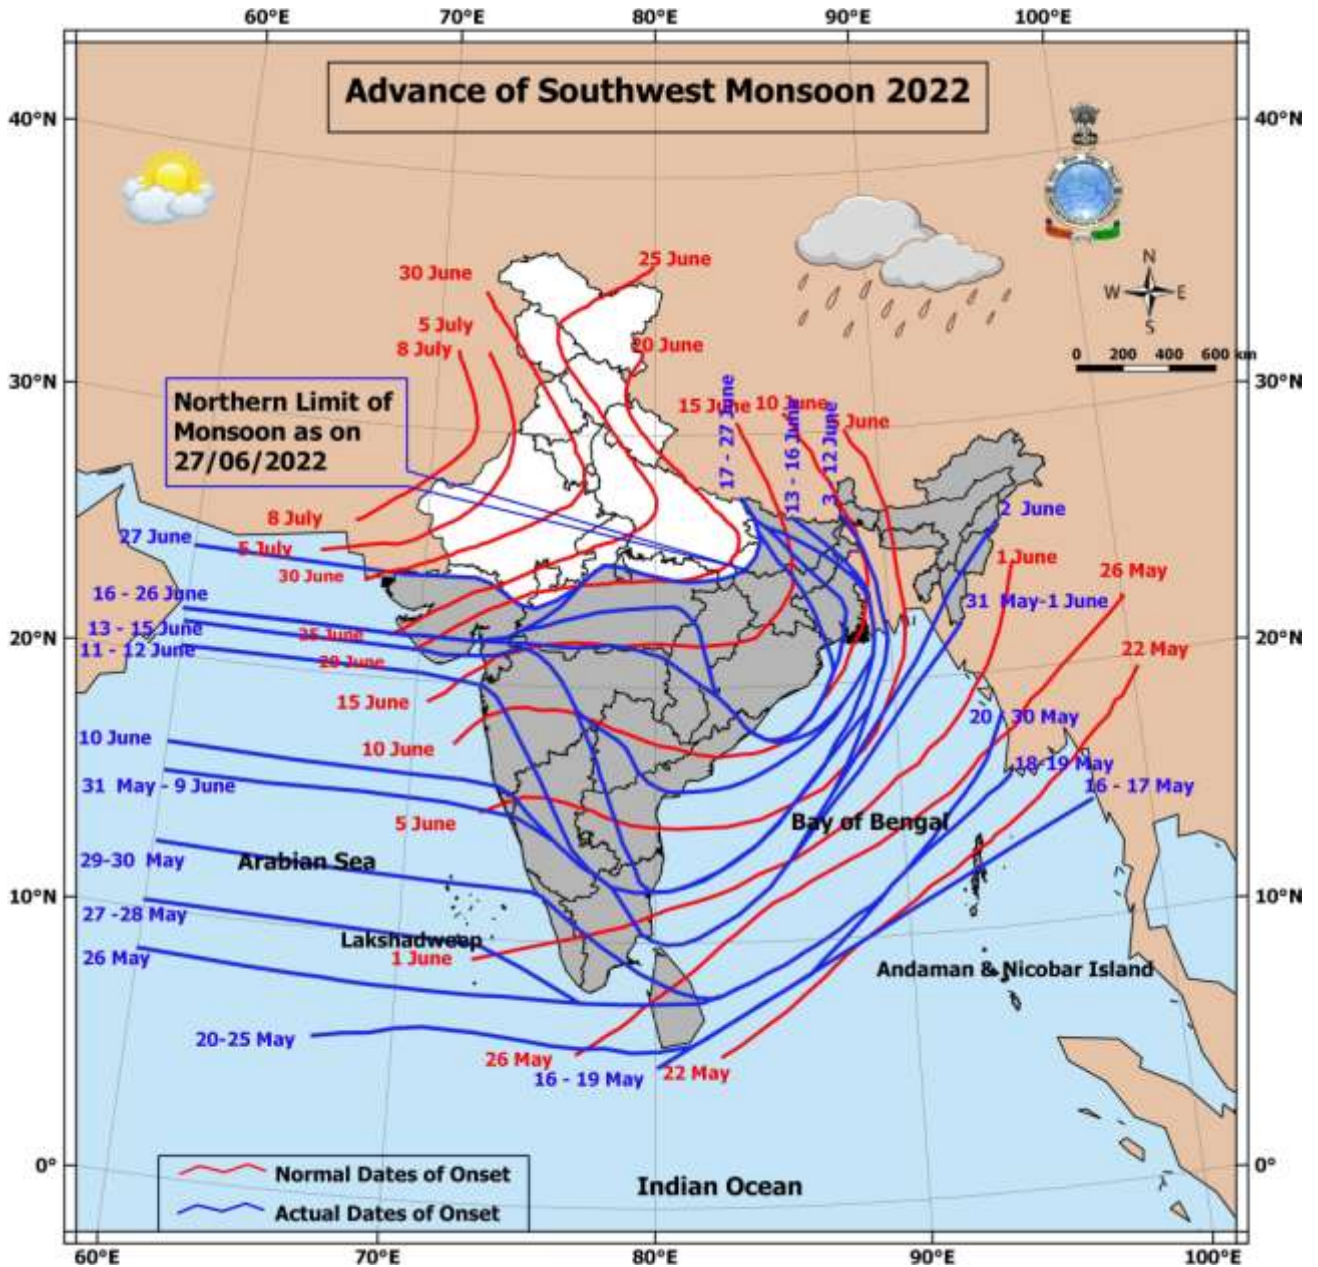 60°E 70°E 80°E 90°E 100°E
Advance of Southwest Monsoon 2022
40°N 40°N
N
W E
S
25 June
30 June
5 July
20 June
8 July
0 200 400 600 km
30°N 30°N
Northern Limit of
Monsoon as on
27/06/2022
15 June 10 June June
17 - 27 June
13 - 16 June
3 - 12 June
8 July
2 June
27 June
5 July
1 June
30 June
26 May
16 - 26 June
31 May-1 June
13 - 15 June
25 June
20°N 20°N
11 - 12 June
20 June
22 May
15 June
20 - 30 May
10 June
10 June
18-19 May
31 May - 9 June
16 - 17 May
5 June
Bay of Bengal
29-30 May
Arabian Sea
10°N 10°N
27 -28 May
Lakshadweep
26 May
1 June
Andaman & Nicobar Island
20-25 May
26 May
16 - 19 May
22 May
0° 0°
Normal Dates of Onset
Indian Ocean
Actual Dates of Onset
60°E 70°E 80°E 90°E 100°E